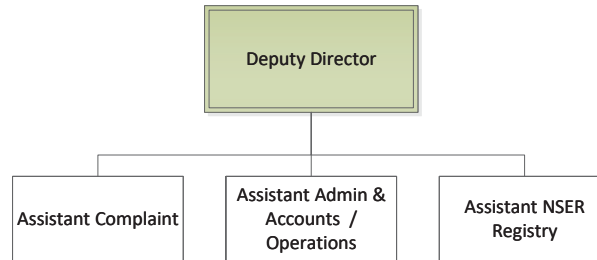 Deputy Director
Assistant Complaint
Assistant Admin &
Accounts /
Operations
Assistant NSER
Registry